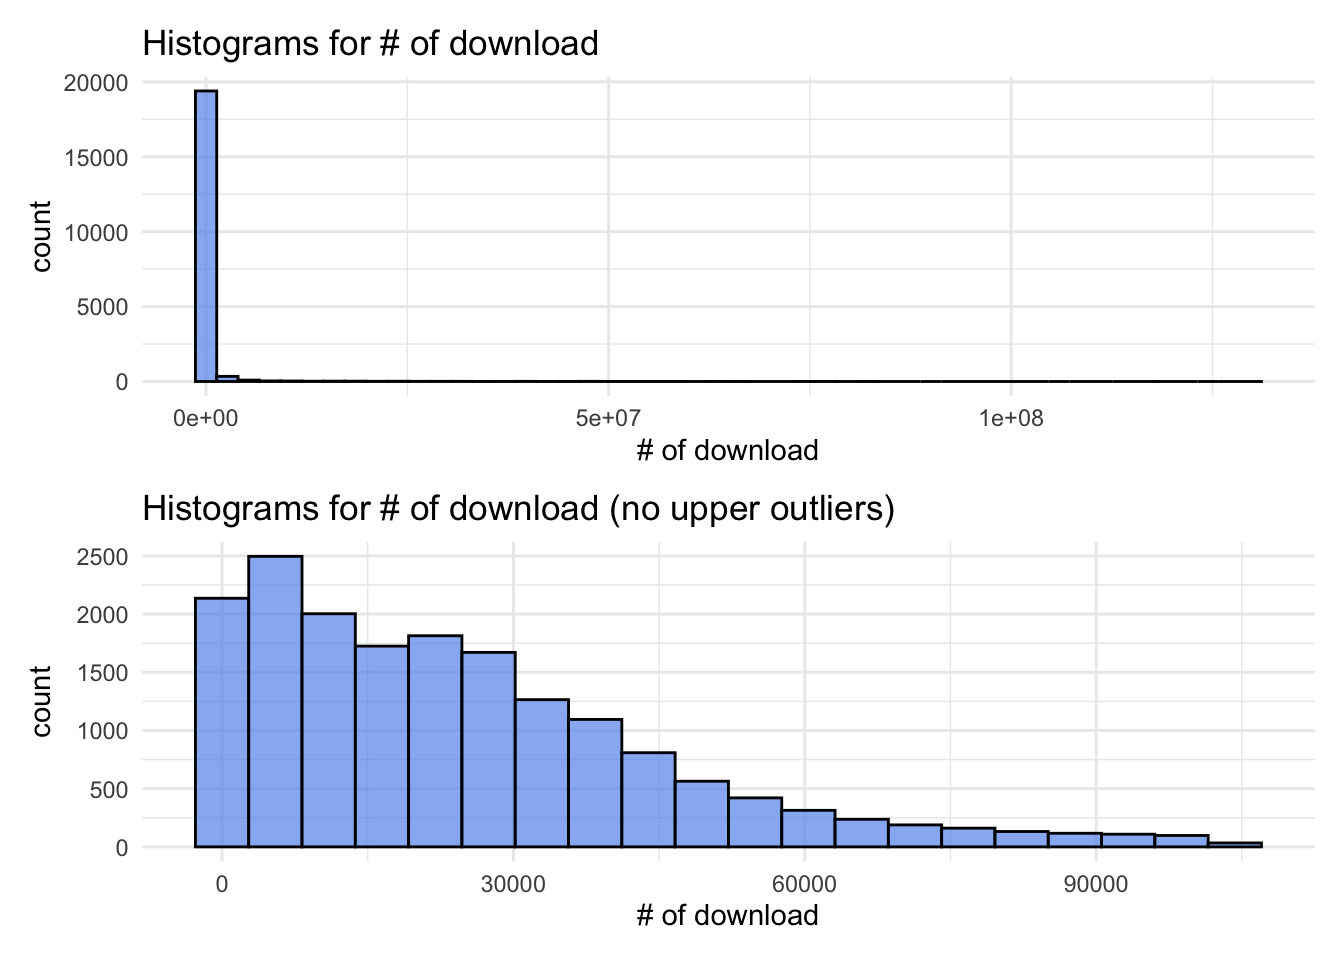 Histograms for # of download
20000
15000
10000
5000
0
count
0e+00 5e+07 1e+08
# of download
Histograms for # of download (no upper outliers)
2500
2000
1500
1000
500
0
count
0 30000 60000 90000
# of download